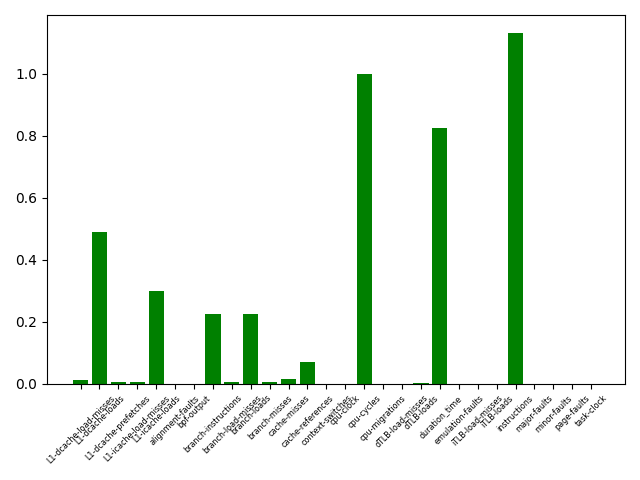 1.0
0.8
0.6
0.4
0.2
0.0
L1-dcache-load-misses
L1-dcache-loads
L1-dcache-prefetches
L1-icache-load-misses
L1-icache-loads
alignment-faults
bpf-output
branch-instructions
branch-load-misses
branch-loads
branch-misses
cache-misses
cache-references
context-switches
cpu-clock
cpu-cycles
cpu-migrations
dTLB-load-misses
dTLB-loads
duration_time
emulation-faults
iTLB-load-misses
iTLB-loads
instructions
major-faults
minor-faults
page-faults
task-clock